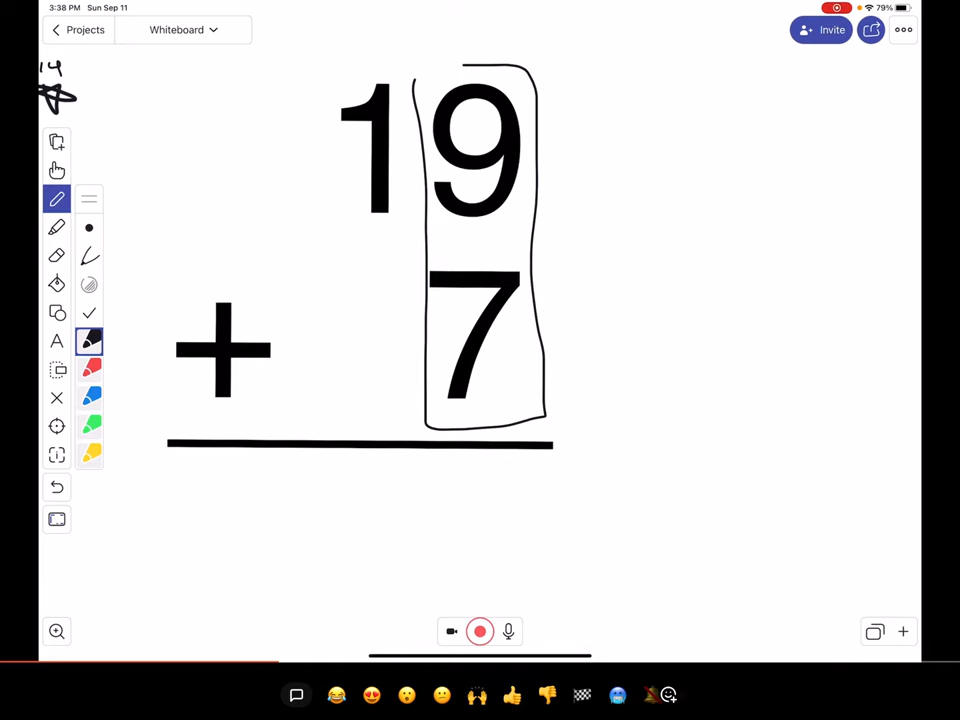 3:38 PM Sun Sep 11
79%
Projects
Whiteboard
Invite
14
19
+ 7
A